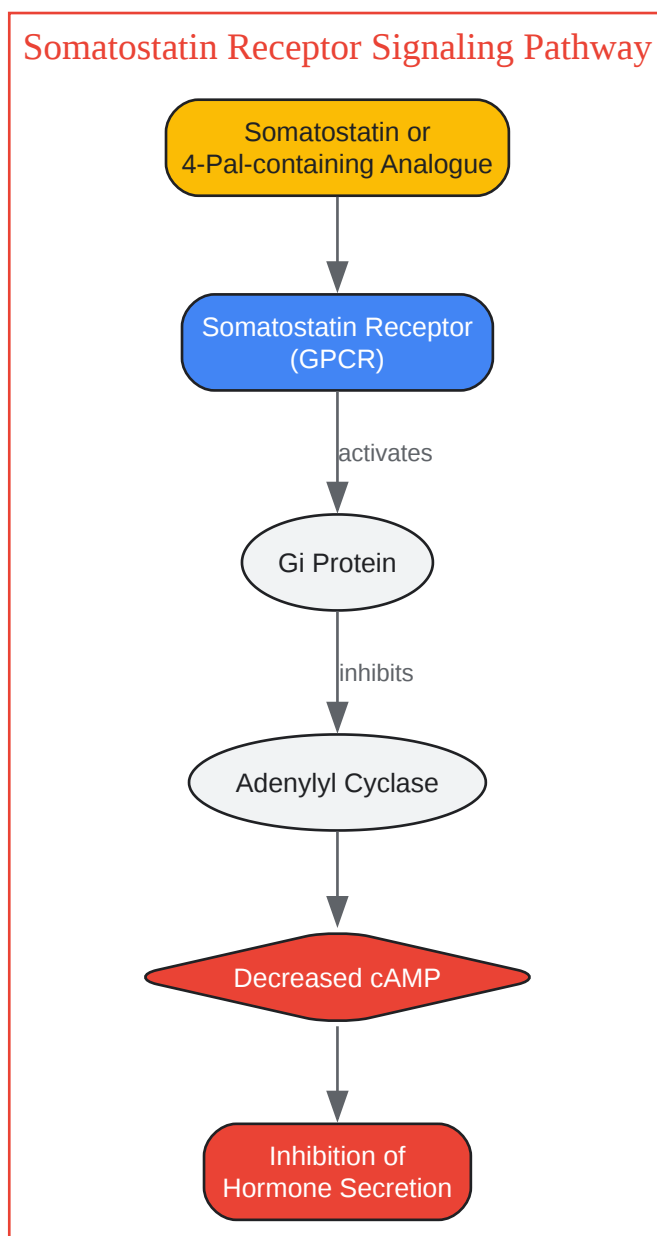 Somatostatin Receptor Signaling Pathway
Somatostatin or
4-Pal-containing Analogue
Somatostatin Receptor
(GPCR)
activates
Gi Protein
inhibits
Adenylyl Cyclase
Decreased cAMP
Inhibition of
Hormone Secretion